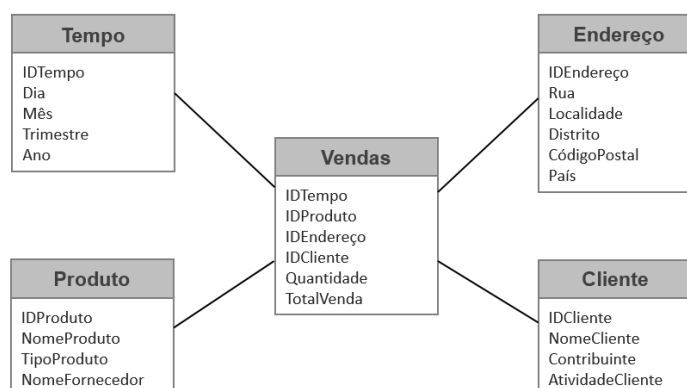 Tempo
IDTempo
Dia
Mês
Trimestre
Ano
Endereço
IDEndereço
Rua
Localidade
Distrito
CódigoPostal
País
Vendas
IDTempo
IDProduto
IDEndereço
IDCliente
Quantidade
TotalVenda
Produto
IDProduto
NomeProduto
TipoProduto
NomeFornecedor
Cliente
IDCliente
NomeCliente
Contribuinte
AtividadeCliente